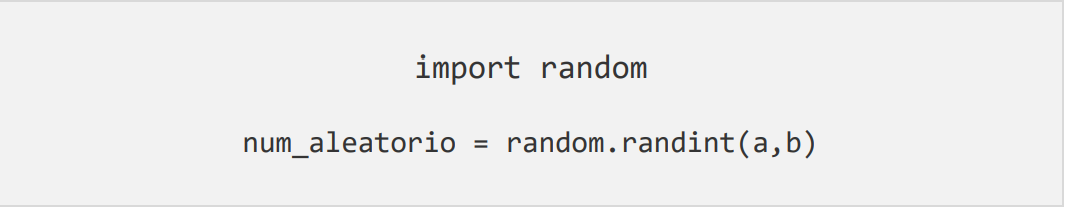 import random
num_aleatorio = random.randint(a,b)